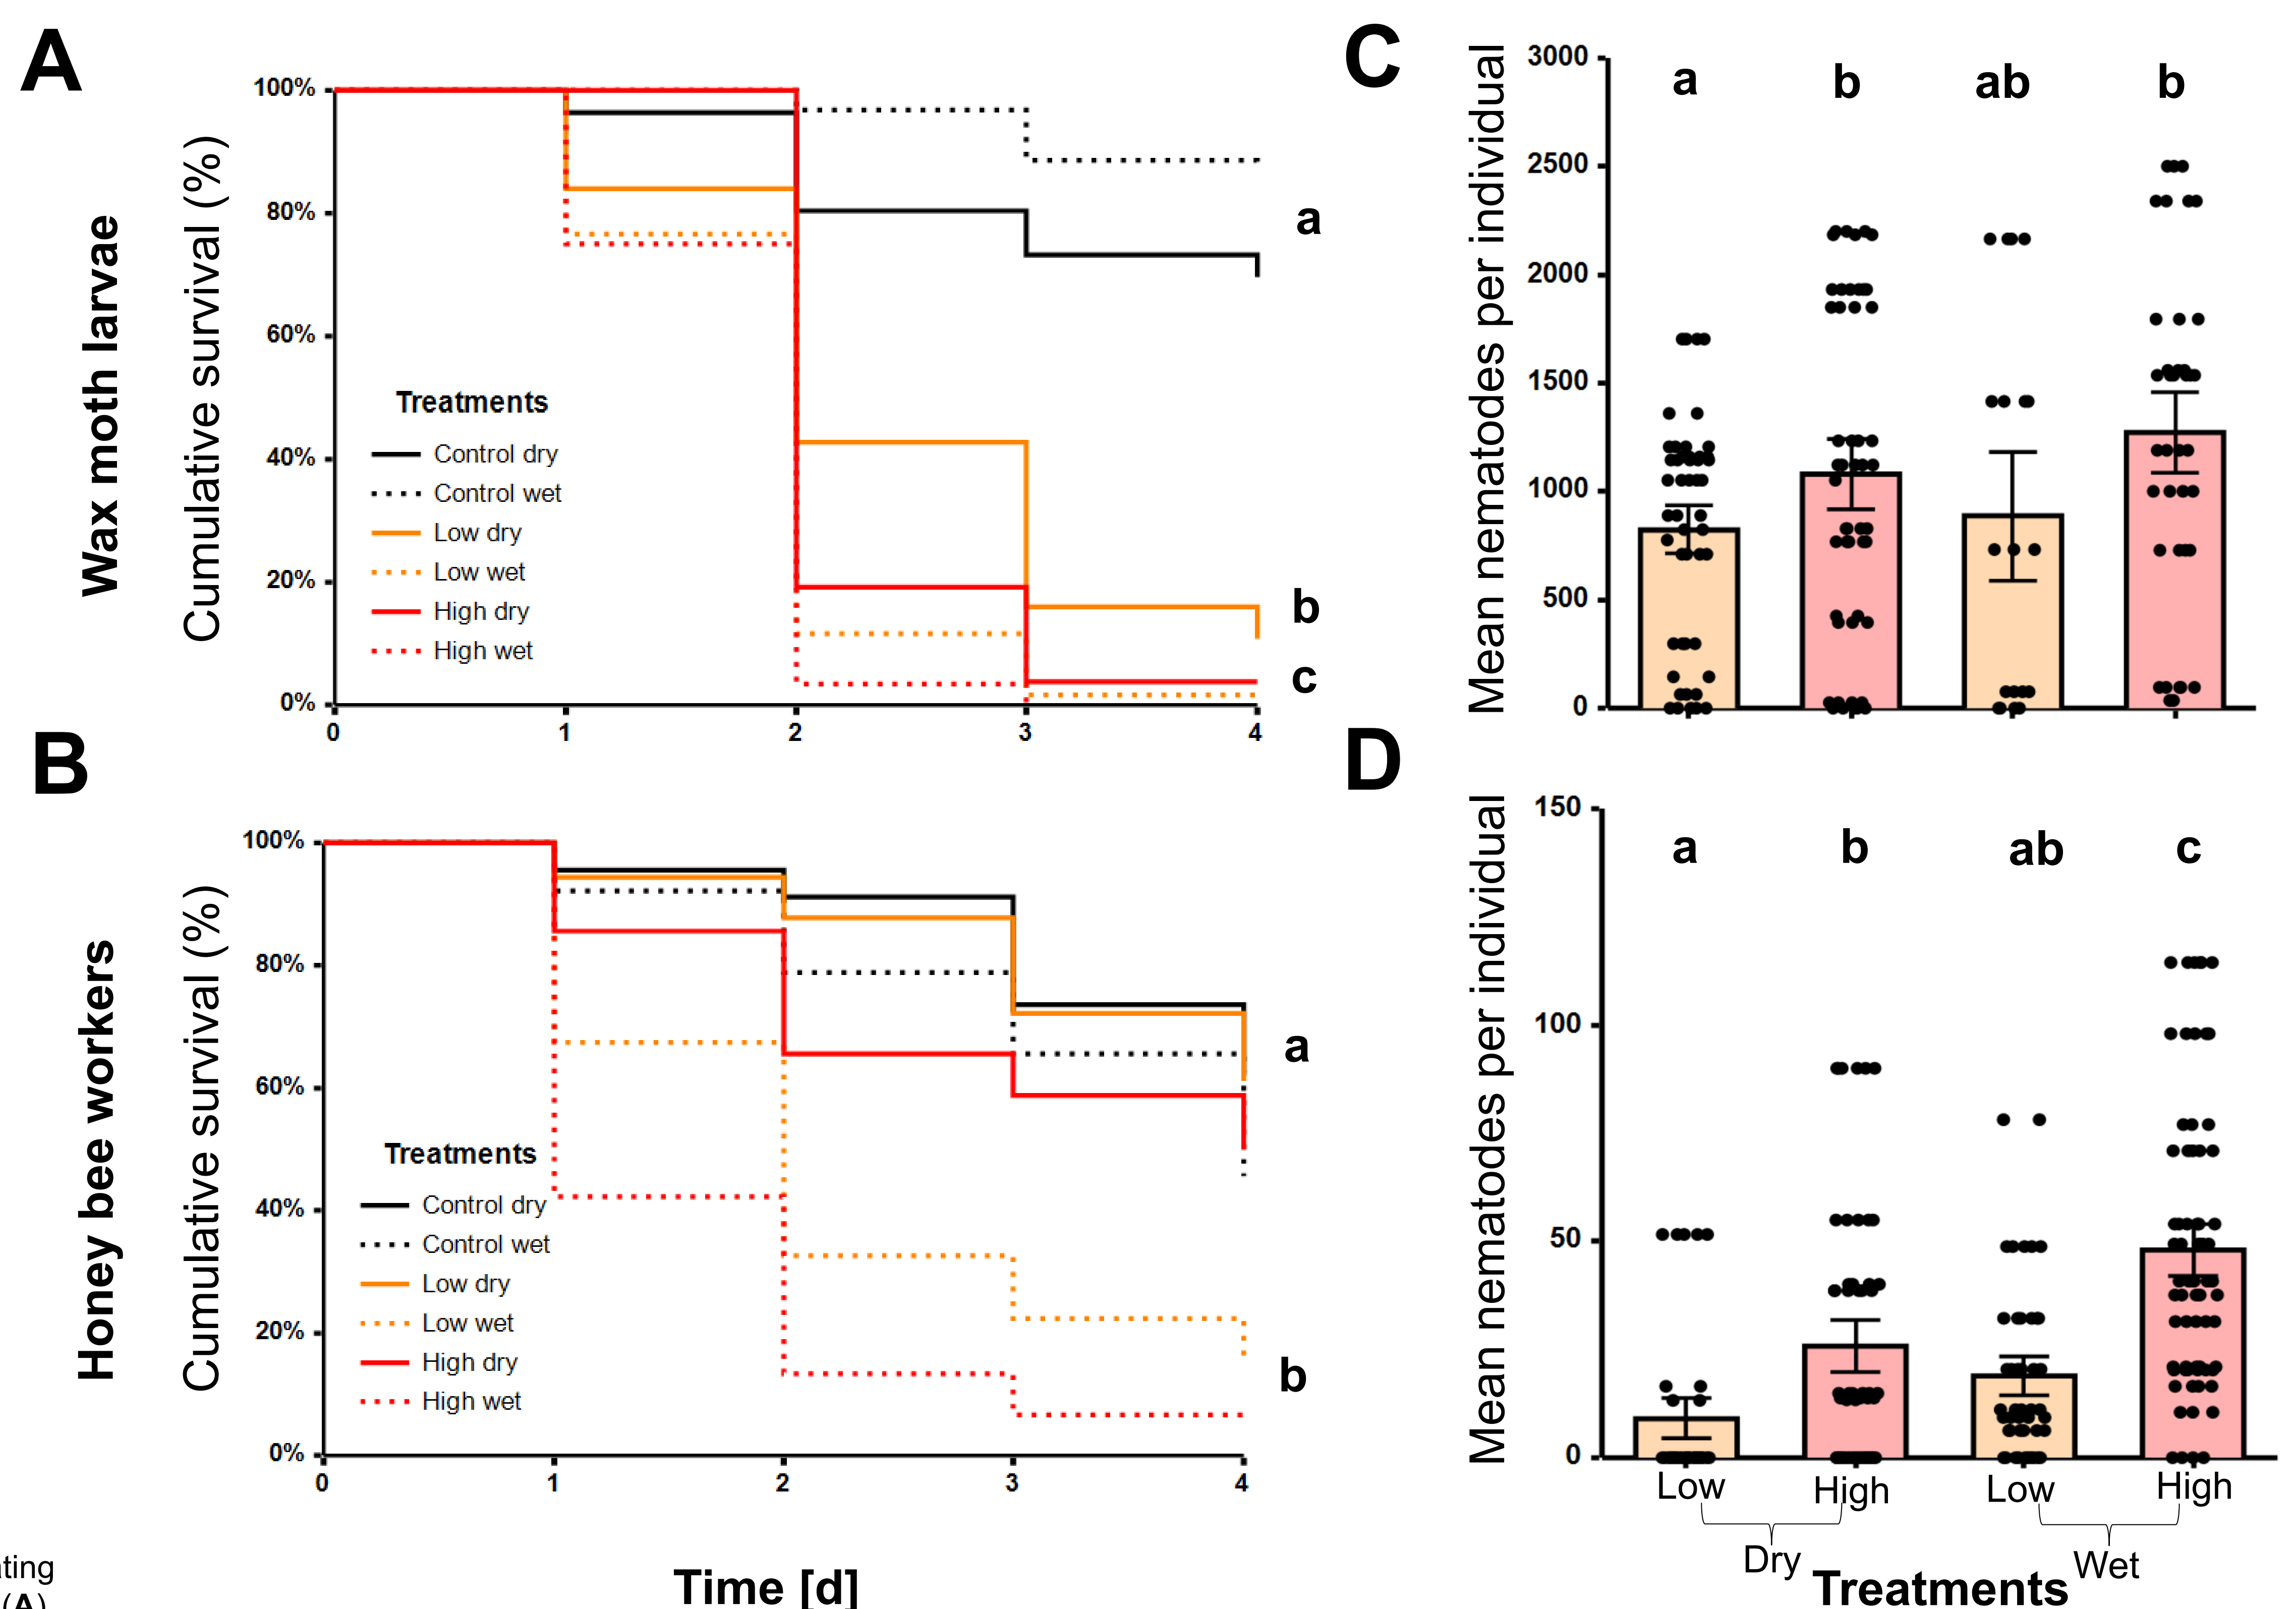 A
Wax moth larvae
Cumulative survival (%)
100%
80%
60%
40%
20%
0%
Treatments
Control dry
Control wet
Low dry
Low wet
High dry
High wet
a
b
c
0 1 2 3 4
C
Mean nematodes per individual
3000
2500
2000
1500
1000
500
0
a b ab b
B
Honey bee workers
Cumulative survival (%)
100%
80%
60%
40%
20%
0%
Treatments
Control dry
Control wet
Low dry
Low wet
High dry
High wet
a
b
0 1 2 3 4
Time [d]
D
Mean nematodes per individual
150
100
50
0
a b ab c
Low High Low High
Dry Wet
Treatments
ating
(A)